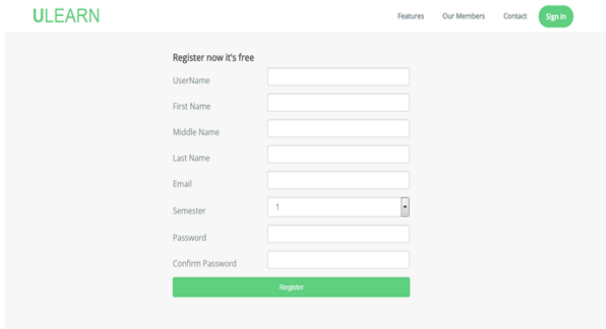 ULEARN
Features Our Members Contact Sign In
Register now it's free
UserName
First Name
Middle Name
Last Name
Email
Semester 1
Password
Confirm Password
Register